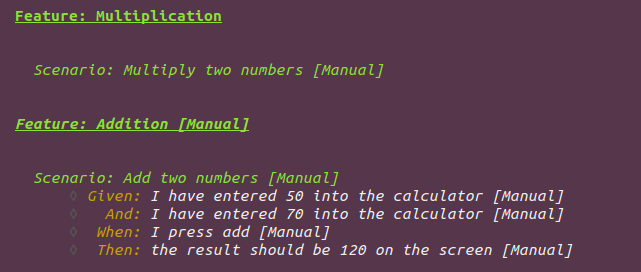 Feature: Multiplication
Scenario: Multiply two numbers [Manual]
Feature: Addition [Manual]
Scenario: Add two numbers [Manual]
◊ Given: I have entered 50 into the calculator [Manual]
◊ And: I have entered 70 into the calculator [Manual]
◊ When: I press add [Manual]
◊ Then: the result should be 120 on the screen [Manual]